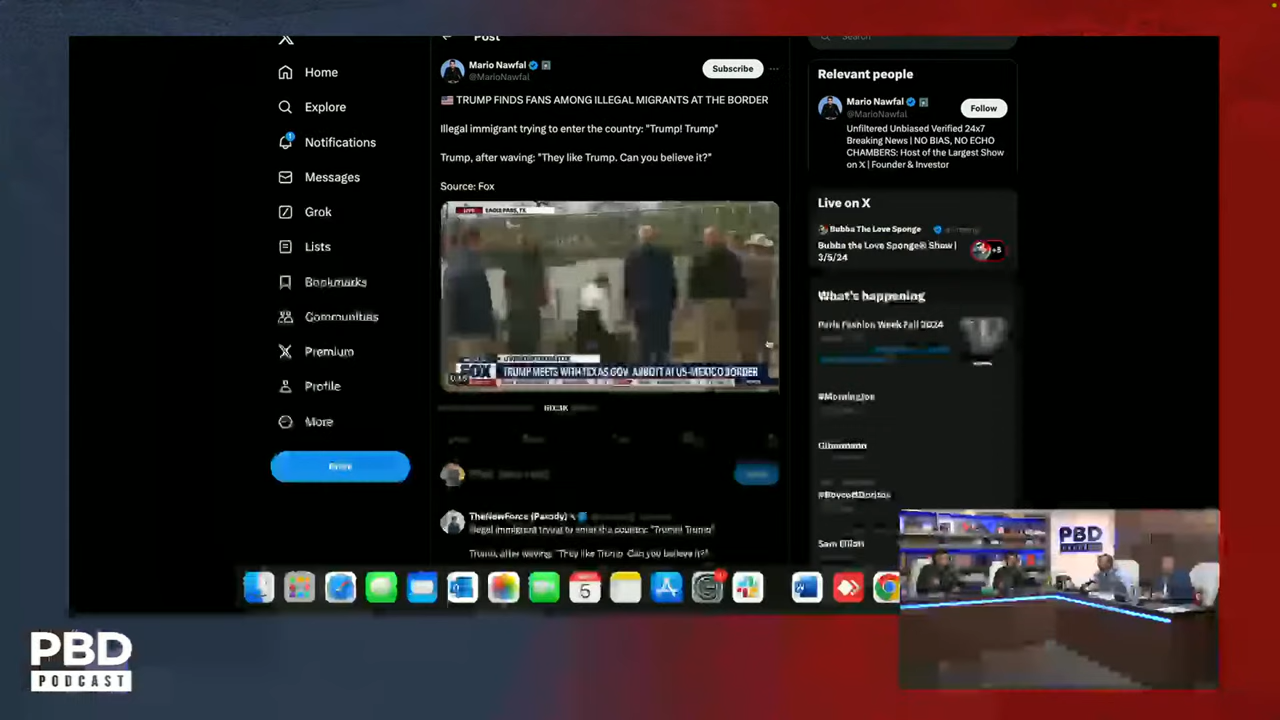 Post
Search
Home
Explore
Notifications
Messages
Grok
Lists
Bookmarks
Communities
Premium
Profile
More
Mario Nawfal
@MarioNawfal
Subscribe
TRUMP FINDS FANS AMONG ILLEGAL MIGRANTS AT THE BORDER
Illegal immigrant trying to enter the country: "Trump! Trump"
Trump, after waving: "They like Trump. Can you believe it?"
Source: Fox
EAGLE PASS, TX
FOX
TRUMP MEETS WITH TEXAS GOV. ABBOTT AT US-MEXICO BORDER
TheNewForce (Parody)
Illegal immigrant trying to enter the country: "Trump! Trump"
Trump, after waving: "They like Trump. Can you believe it?"
Relevant people
Mario Nawfal
@MarioNawfal
Follow
Unfiltered Unbiased Verified 24x7
Breaking News | NO BIAS, NO ECHO
CHAMBERS: Host of the Largest Show
on X | Founder & Investor
Live on X
Bubba The Love Sponge
Bubba the Love Sponge® Show |
3/5/24
+5
What's happening
Paris Fashion Week Fall 2024
#Mornington
#BoycottDoritos
Sam Elliott
5
PBD
PBD
PODCAST